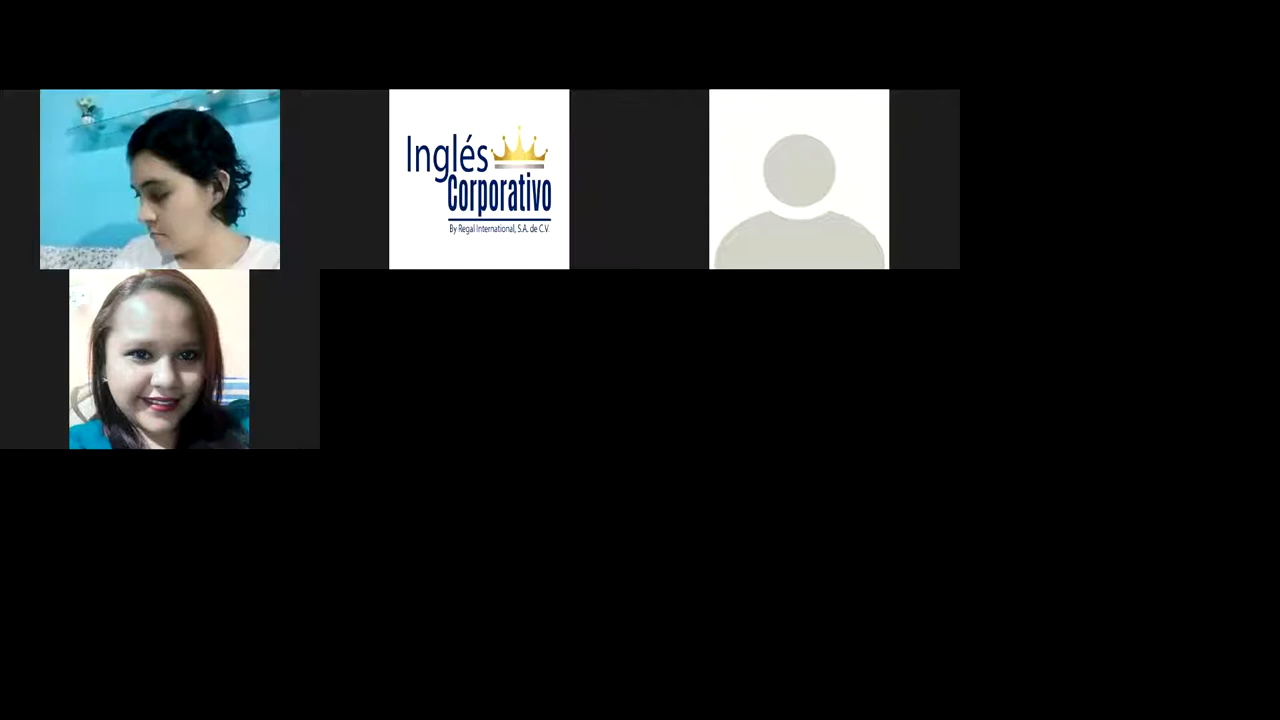 Inglés
Corporativo
By Regal International, S.A. de C.V.